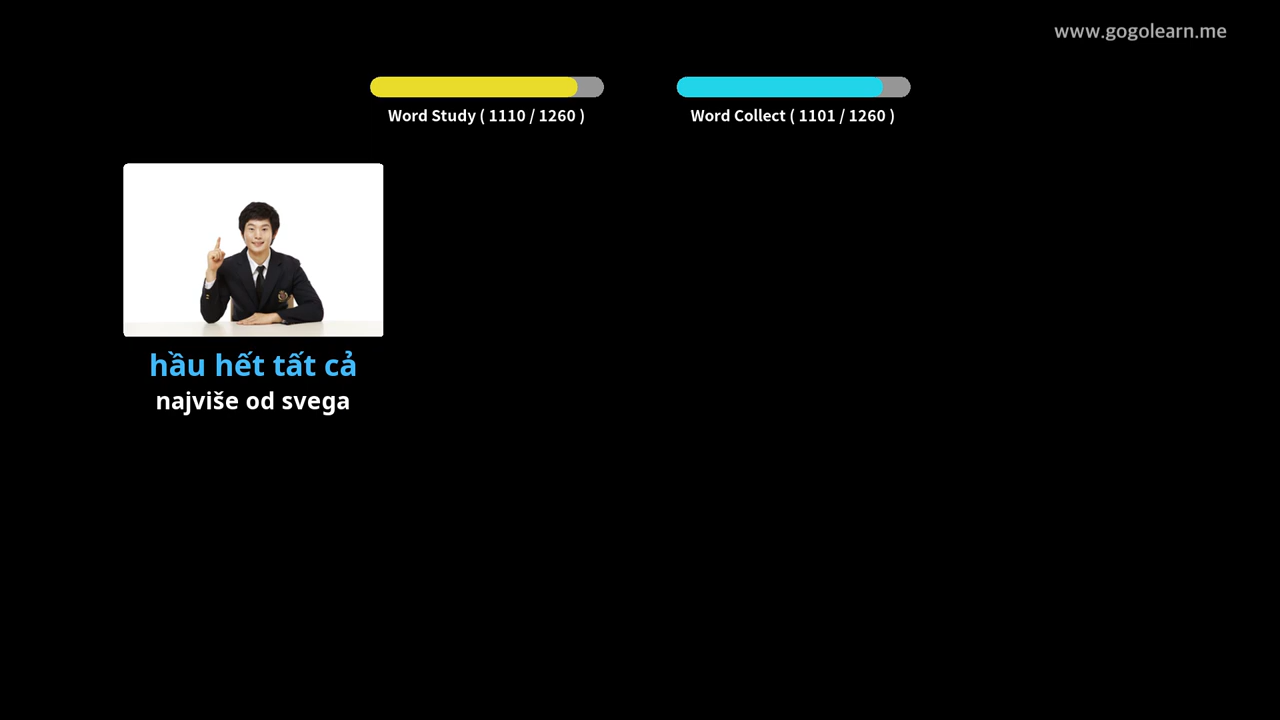 www.gogolearn.me
Word Study ( 1110 / 1260 )
Word Collect ( 1101 / 1260 )
hầu hết tất cả
najviše od svega